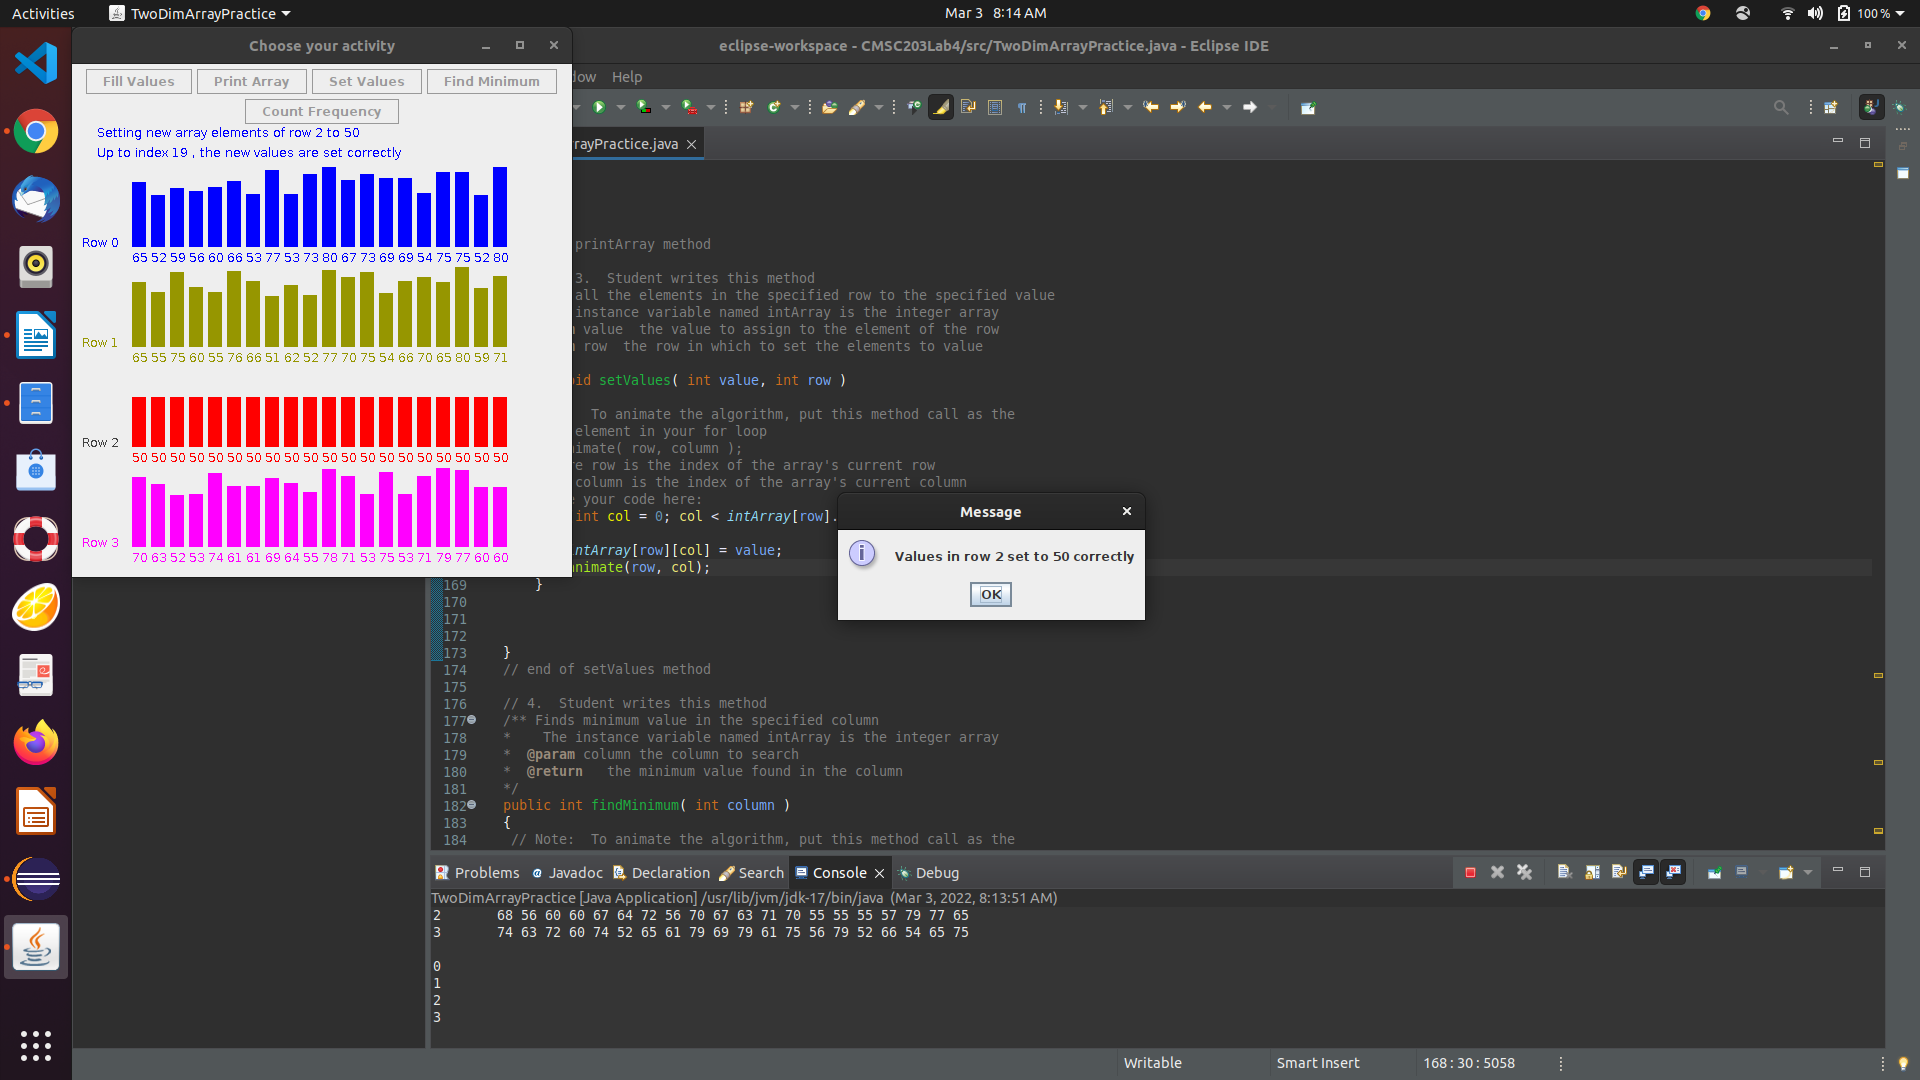 Activities
TwoDimArrayPractice
Mar 3 8:14 AM
100 %
Choose your activity
eclipse-workspace - CMSC203Lab4/src/TwoDimArrayPractice.java - Eclipse IDE
Fill Values
Print Array
Set Values
Find Minimum
Count Frequency
dow Help
rayPractice.java
Setting new array elements of row 2 to 50
Up to index 19 , the new values are set correctly
Row 0
65 52 59 56 60 66 53 77 53 73 80 67 73 69 69 54 75 75 52 80
Row 1
65 55 75 60 55 76 66 51 62 52 77 70 75 54 66 70 65 80 59 71
Row 2
50 50 50 50 50 50 50 50 50 50 50 50 50 50 50 50 50 50 50 50
Row 3
70 63 52 53 74 61 61 69 64 55 78 71 53 75 53 71 79 77 60 60
printArray method
3. Student writes this method
all the elements in the specified row to the specified value
instance variable named intArray is the integer array
value the value to assign to the element of the row
row the row in which to set the elements to value
id setValues( int value, int row )
To animate the algorithm, put this method call as the
element in your for loop
nimate( row, column );
e row is the index of the array's current row
column is the index of the array's current column
your code here:
int col = 0; col < intArray[row].
ntArray[row][col] = value;
nimate(row, col);
169 }
170
171
172
173 }
174 // end of setValues method
175
176 // 4. Student writes this method
177 /** Finds minimum value in the specified column
178 * The instance variable named intArray is the integer array
179 * @param column the column to search
180 * @return the minimum value found in the column
181 */
182 public int findMinimum( int column )
183 {
184 // Note: To animate the algorithm, put this method call as the
Message
Values in row 2 set to 50 correctly
OK
Problems
Javadoc
Declaration
Search
Console
Debug
TwoDimArrayPractice [Java Application] /usr/lib/jvm/jdk-17/bin/java (Mar 3, 2022, 8:13:51 AM)
2 68 56 60 60 67 64 72 56 70 67 63 71 70 55 55 55 57 79 77 65
3 74 63 72 60 74 52 65 61 79 69 79 61 75 56 79 52 66 54 65 75
0
1
2
3
Writable
Smart Insert
168 : 30 : 5058